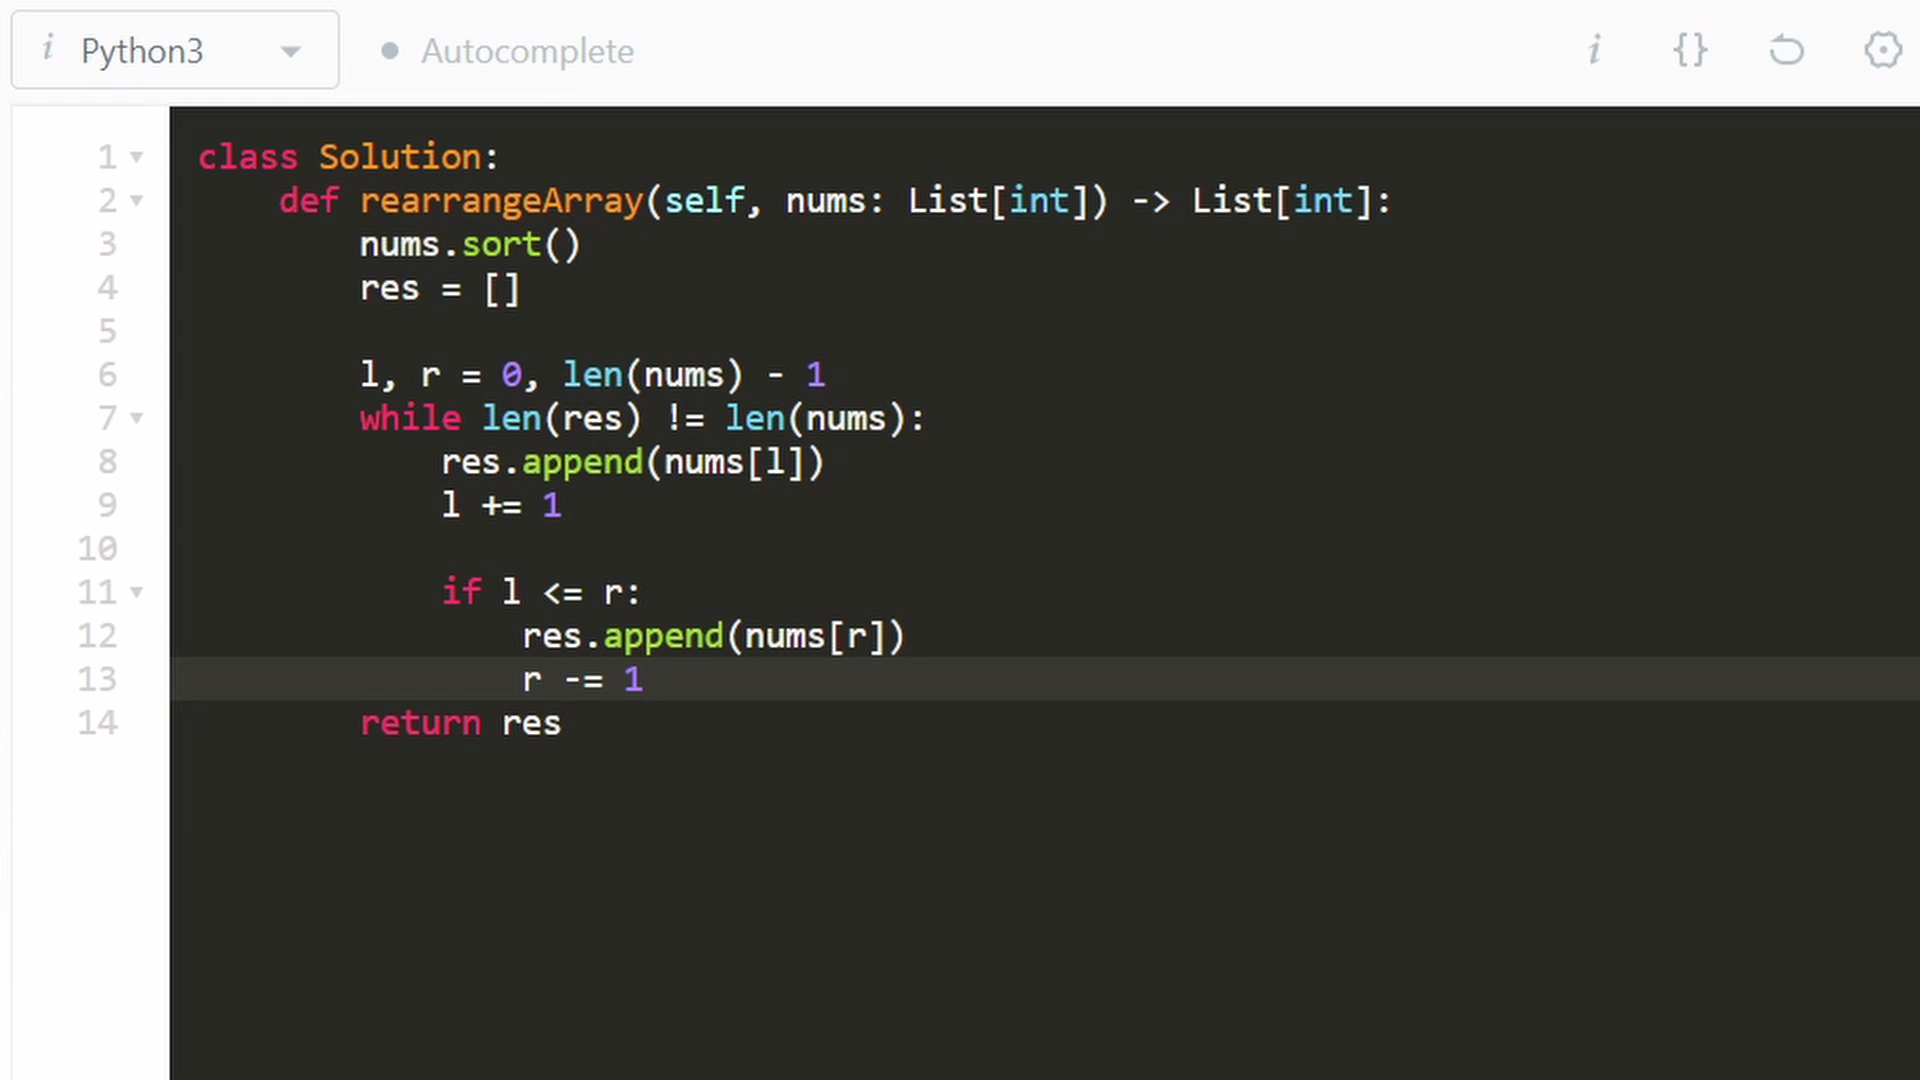 i Python3 Autocomplete i {}
1 class Solution:
2     def rearrangeArray(self, nums: List[int]) -> List[int]:
3         nums.sort()
4         res = []
5
6         l, r = 0, len(nums) - 1
7         while len(res) != len(nums):
8             res.append(nums[l])
9             l += 1
10
11             if l <= r:
12                 res.append(nums[r])
13                 r -= 1
14         return res